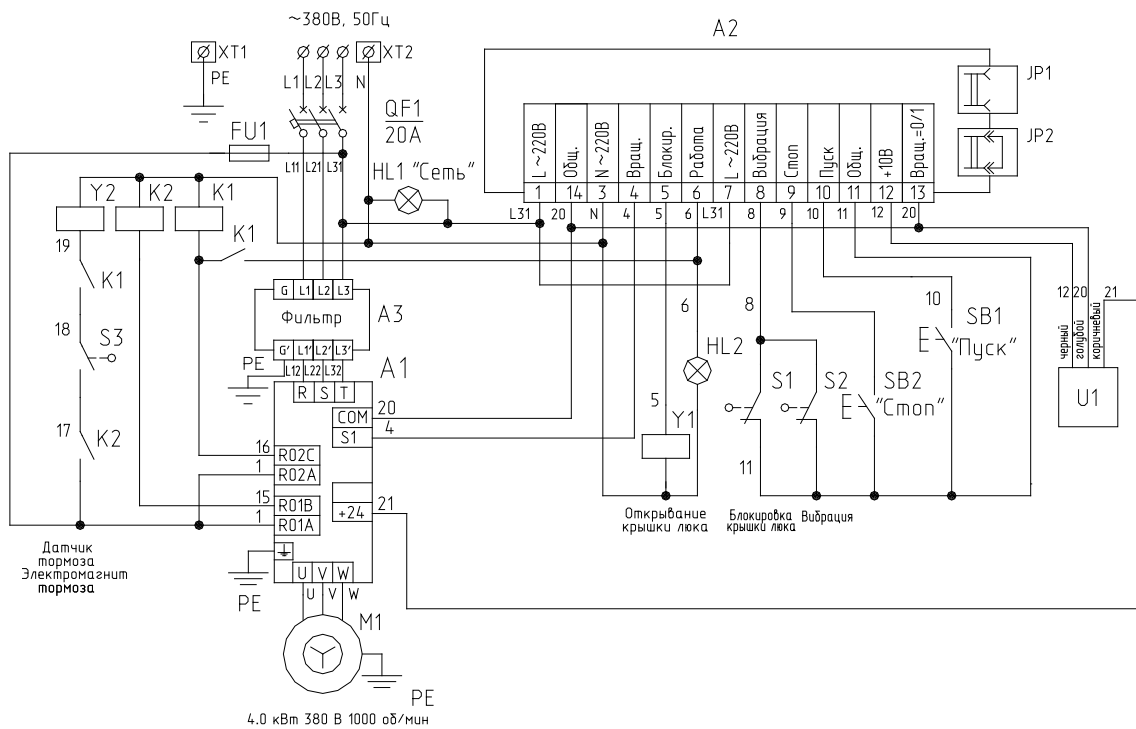 ~380В, 50Гц
XT1
PE
L1 L2 L3 N
XT2
QF1
20А
FU1
L11 L21 L31
HL1 "Сеть"
A2
JP1
JP2
L ~220В
Общ.
N ~220В
Вращ.
Блокир.
Работа
L ~220В
Вибрация
Стоп
Пуск
Общ.
+10В
Вращ.=0/1
1 14 3 4 5 6 7 8 9 10 11 12 13
L31 20 N 4 5 6 L31 8 9 10 11 12 20
Y2 K2 K1
19
K1
K1
18
S3
17
K2
G L1 L2 L3
Фильтр
A3
G' L1' L2' L3'
PE
L12 L22 L32
A1
R S T
COM
20
S1
4
16
R02C
1
R02A
15
R01B
1
R01A
+24
21
U V W
U V W
PE
M1
PE
4.0 кВт 380 В 1000 об/мин
Датчик
тормоза
Электромагнит
тормоза
6
HL2
5
Y1
Открывание
крышки люка
8
S1
11
Блокировка
крышки люка
S2
Вибрация
SB2
"Стоп"
10
SB1
"Пуск"
12 20 21
черный
голубой
коричневый
U1